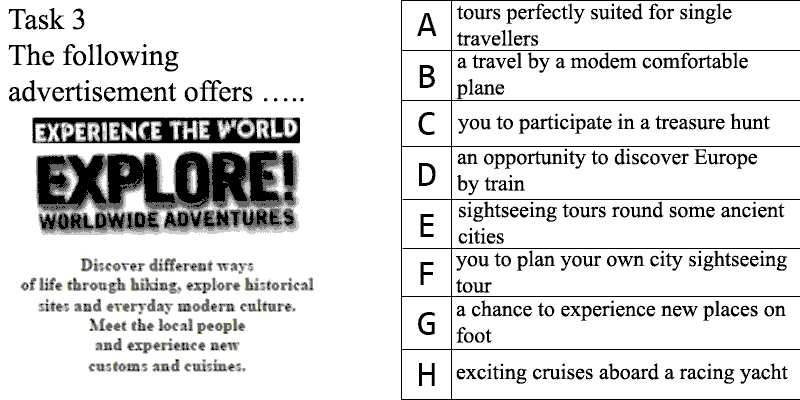 Task 3
The following
advertisement offers …..
EXPERIENCE THE WORLD
EXPLORE!
WORLDWIDE ADVENTURES
Discover different ways
of life through hiking, explore historical
sites and everyday modern culture.
Meet the local people
and experience new
customs and cuisines.
A
tours perfectly suited for single
travellers
B
a travel by a modem comfortable
plane
C
you to participate in a treasure hunt
D
an opportunity to discover Europe
by train
E
sightseeing tours round some ancient
cities
F
you to plan your own city sightseeing
tour
G
a chance to experience new places on
foot
H
exciting cruises aboard a racing yacht